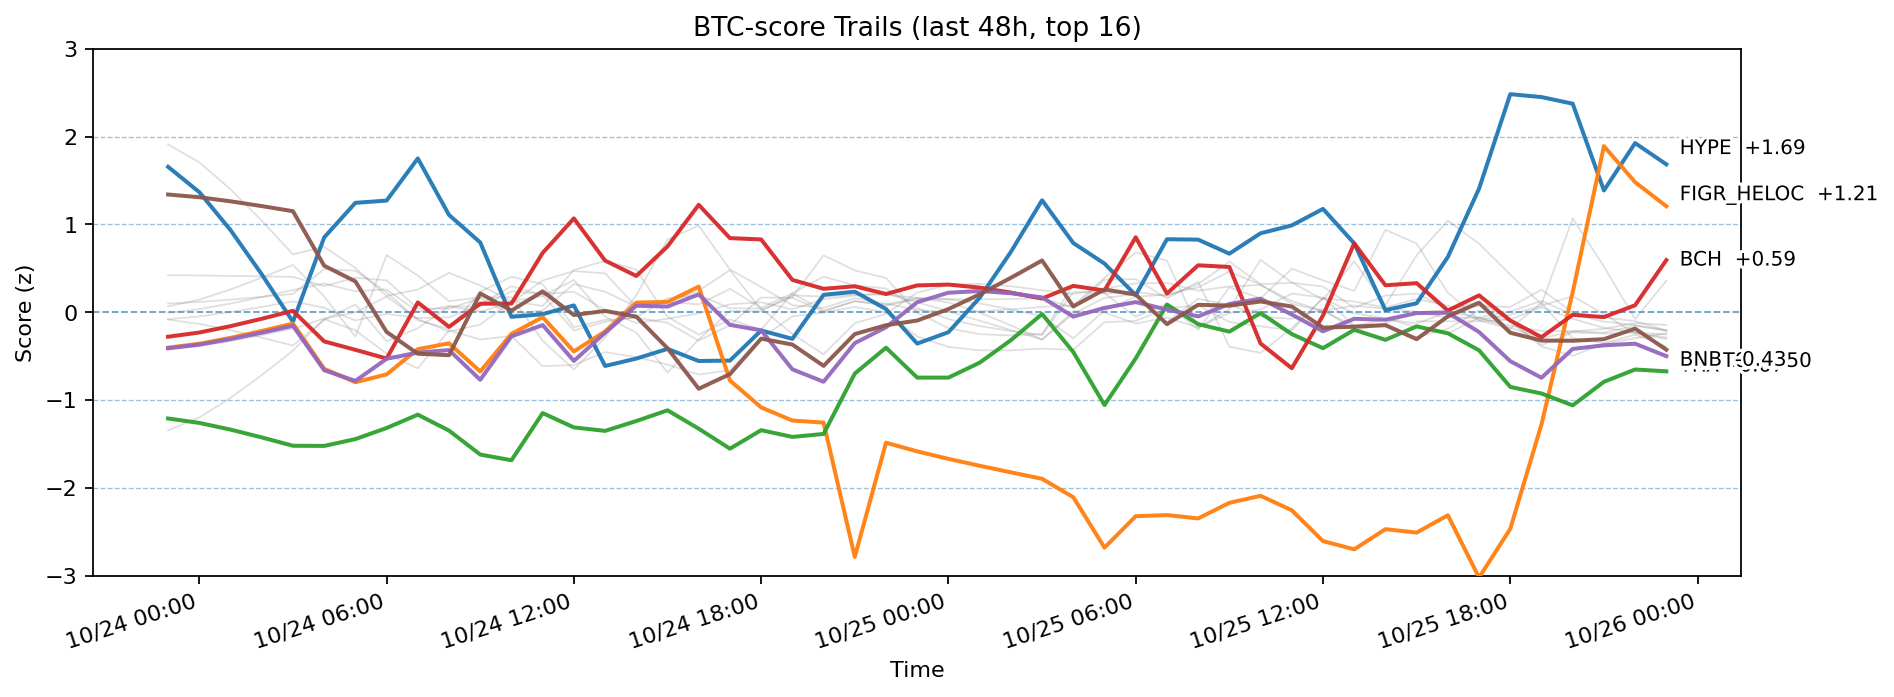 BTC-score Trails (last 48h, top 16)
Score (z)
3
2
1
0
−1
−2
−3
HYPE +1.69
FIGR_HELOC +1.21
BCH +0.59
10/24 00:00
10/24 06:00
10/24 12:00
10/24 18:00
10/25 00:00
10/25 06:00
10/25 12:00
10/25 18:00
10/26 00:00
Time